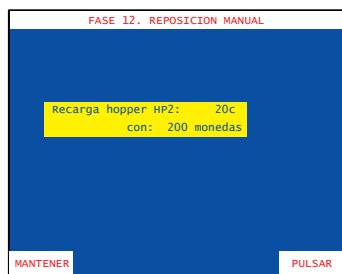 FASE 12. REPOSICION MANUAL
Recarga hopper HP2: 20c
con: 200 monedas
MANTENER PULSAR